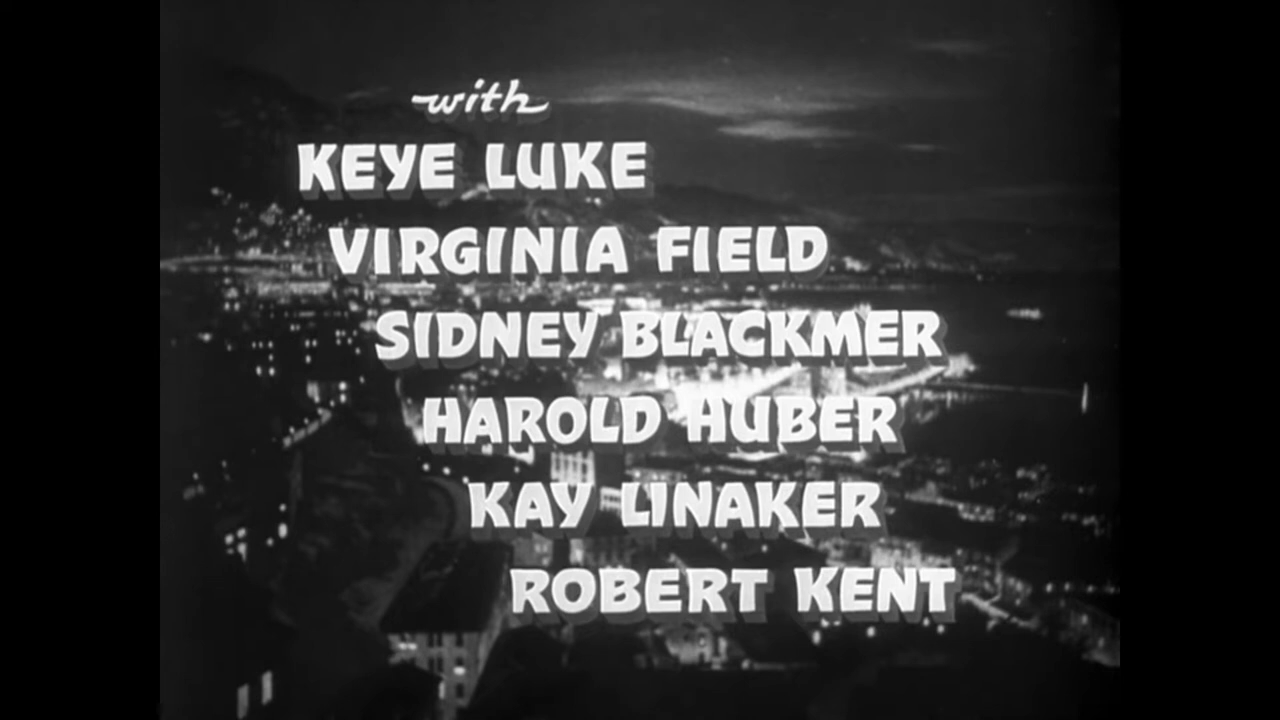 with
KEYE LUKE
VIRGINIA FIELD
SIDNEY BLACKMER
HAROLD HUBER
KAY LINAKER
ROBERT KENT